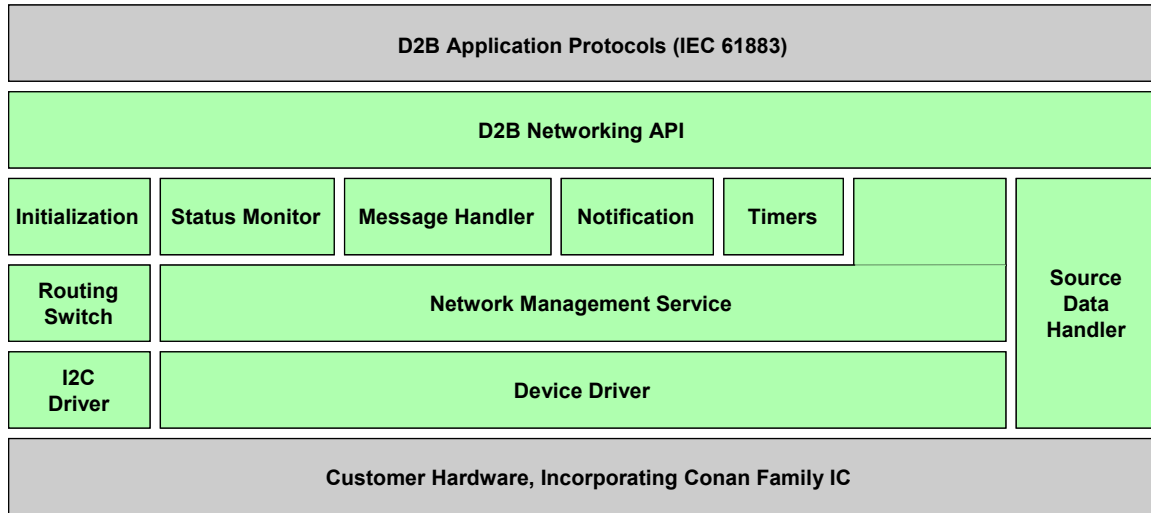 D2B Application Protocols (IEC 61883)
D2B Networking API
Initialization
Status Monitor
Message Handler
Notification
Timers
Routing
Switch
Network Management Service
Source
Data
Handler
I2C
Driver
Device Driver
Customer Hardware, Incorporating Conan Family IC